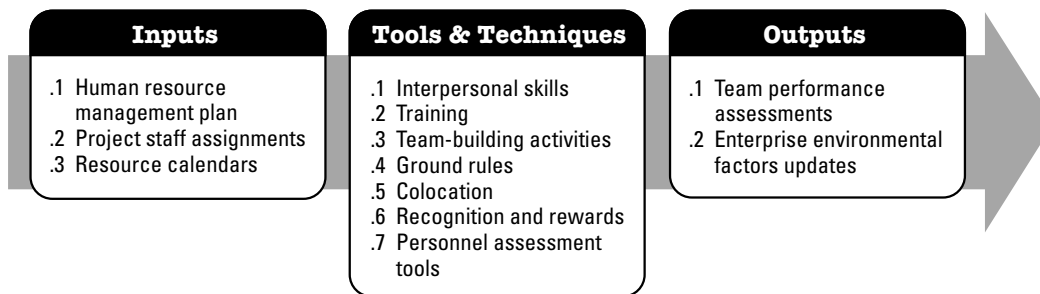 Inputs
.1 Human resource
management plan
.2 Project staff assignments
.3 Resource calendars
Tools & Techniques
.1 Interpersonal skills
.2 Training
.3 Team-building activities
.4 Ground rules
.5 Colocation
.6 Recognition and rewards
.7 Personnel assessment
tools
Outputs
.1 Team performance
assessments
.2 Enterprise environmental
factors updates